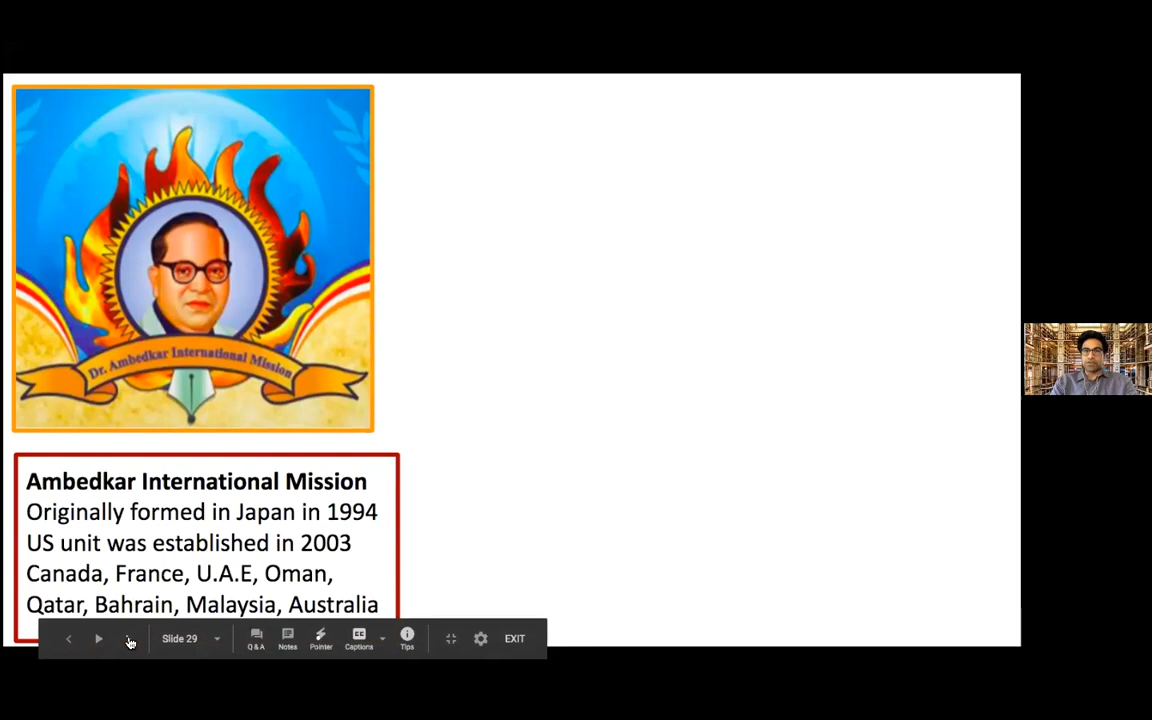 Dr. Ambedkar International Mission
Ambedkar International Mission
Originally formed in Japan in 1994
US unit was established in 2003
Canada, France, U.A.E, Oman,
Qatar, Bahrain, Malaysia, Australia
Slide 29
Q & A
Notes
Pointer
CC
Captions
Tips
EXIT